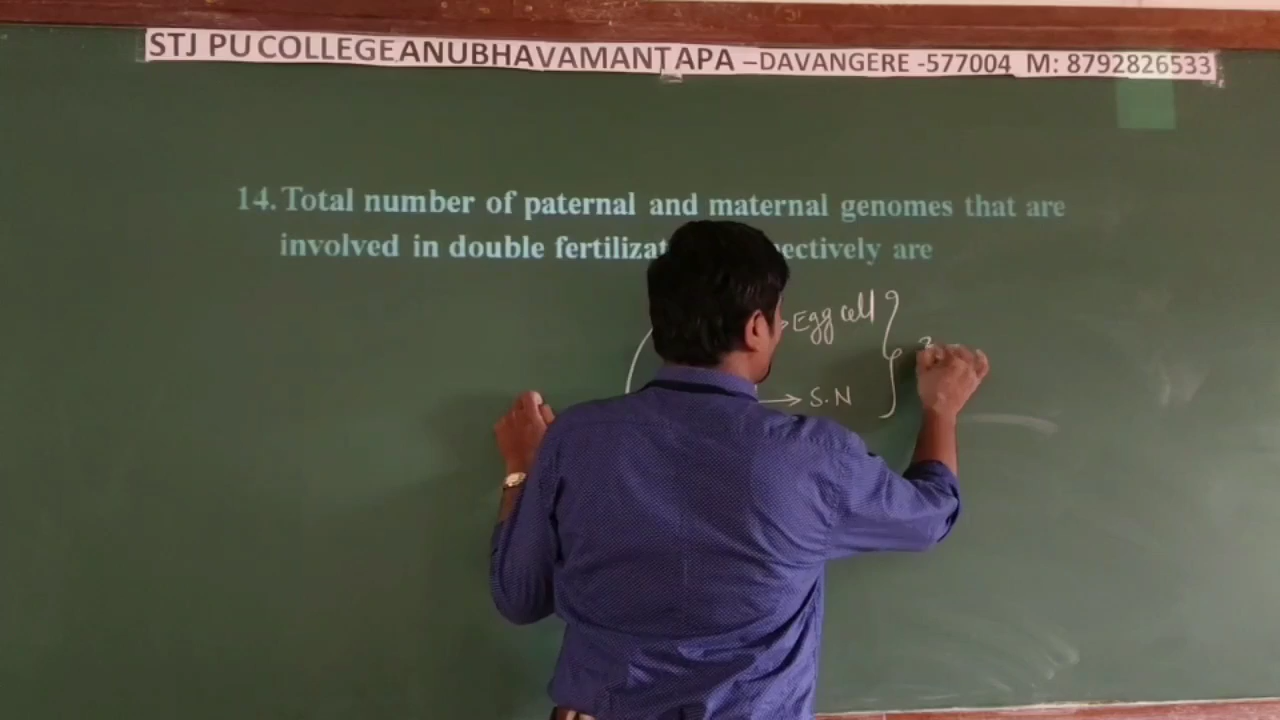 STJ PU COLLEGE ANUBHAVAMANTAPA –DAVANGERE -577004 M: 8792826533
14. Total number of paternal and maternal genomes that are
involved in double ectively are
Egg cell
S.N